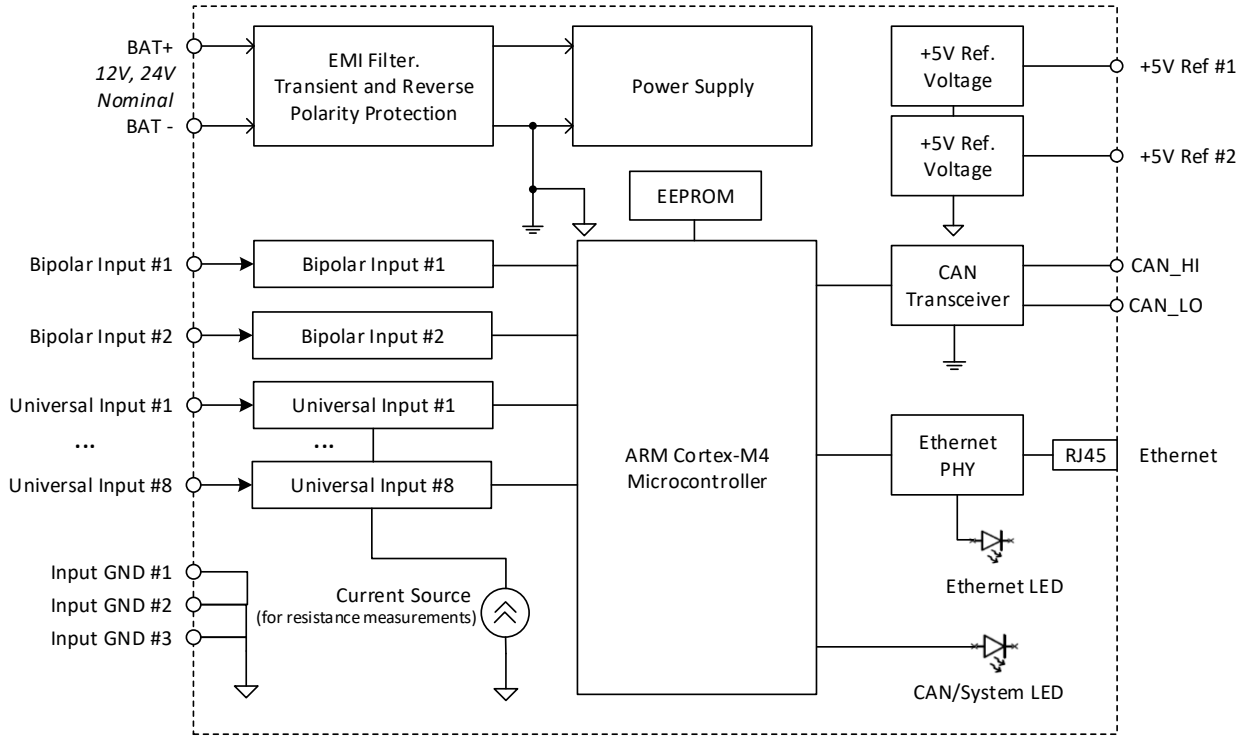 BAT+
12V, 24V
Nominal
BAT -
EMI Filter.
Transient and Reverse
Polarity Protection
Power Supply
+5V Ref.
Voltage
+5V Ref #1
+5V Ref.
Voltage
+5V Ref #2
EEPROM
Bipolar Input #1
Bipolar Input #1
Bipolar Input #2
Bipolar Input #2
Universal Input #1
Universal Input #1
...
...
Universal Input #8
Universal Input #8
Input GND #1
Input GND #2
Input GND #3
Current Source
(for resistance measurements)
ARM Cortex-M4
Microcontroller
CAN
Transceiver
CAN_HI
CAN_LO
Ethernet
PHY
RJ45
Ethernet
Ethernet LED
CAN/System LED